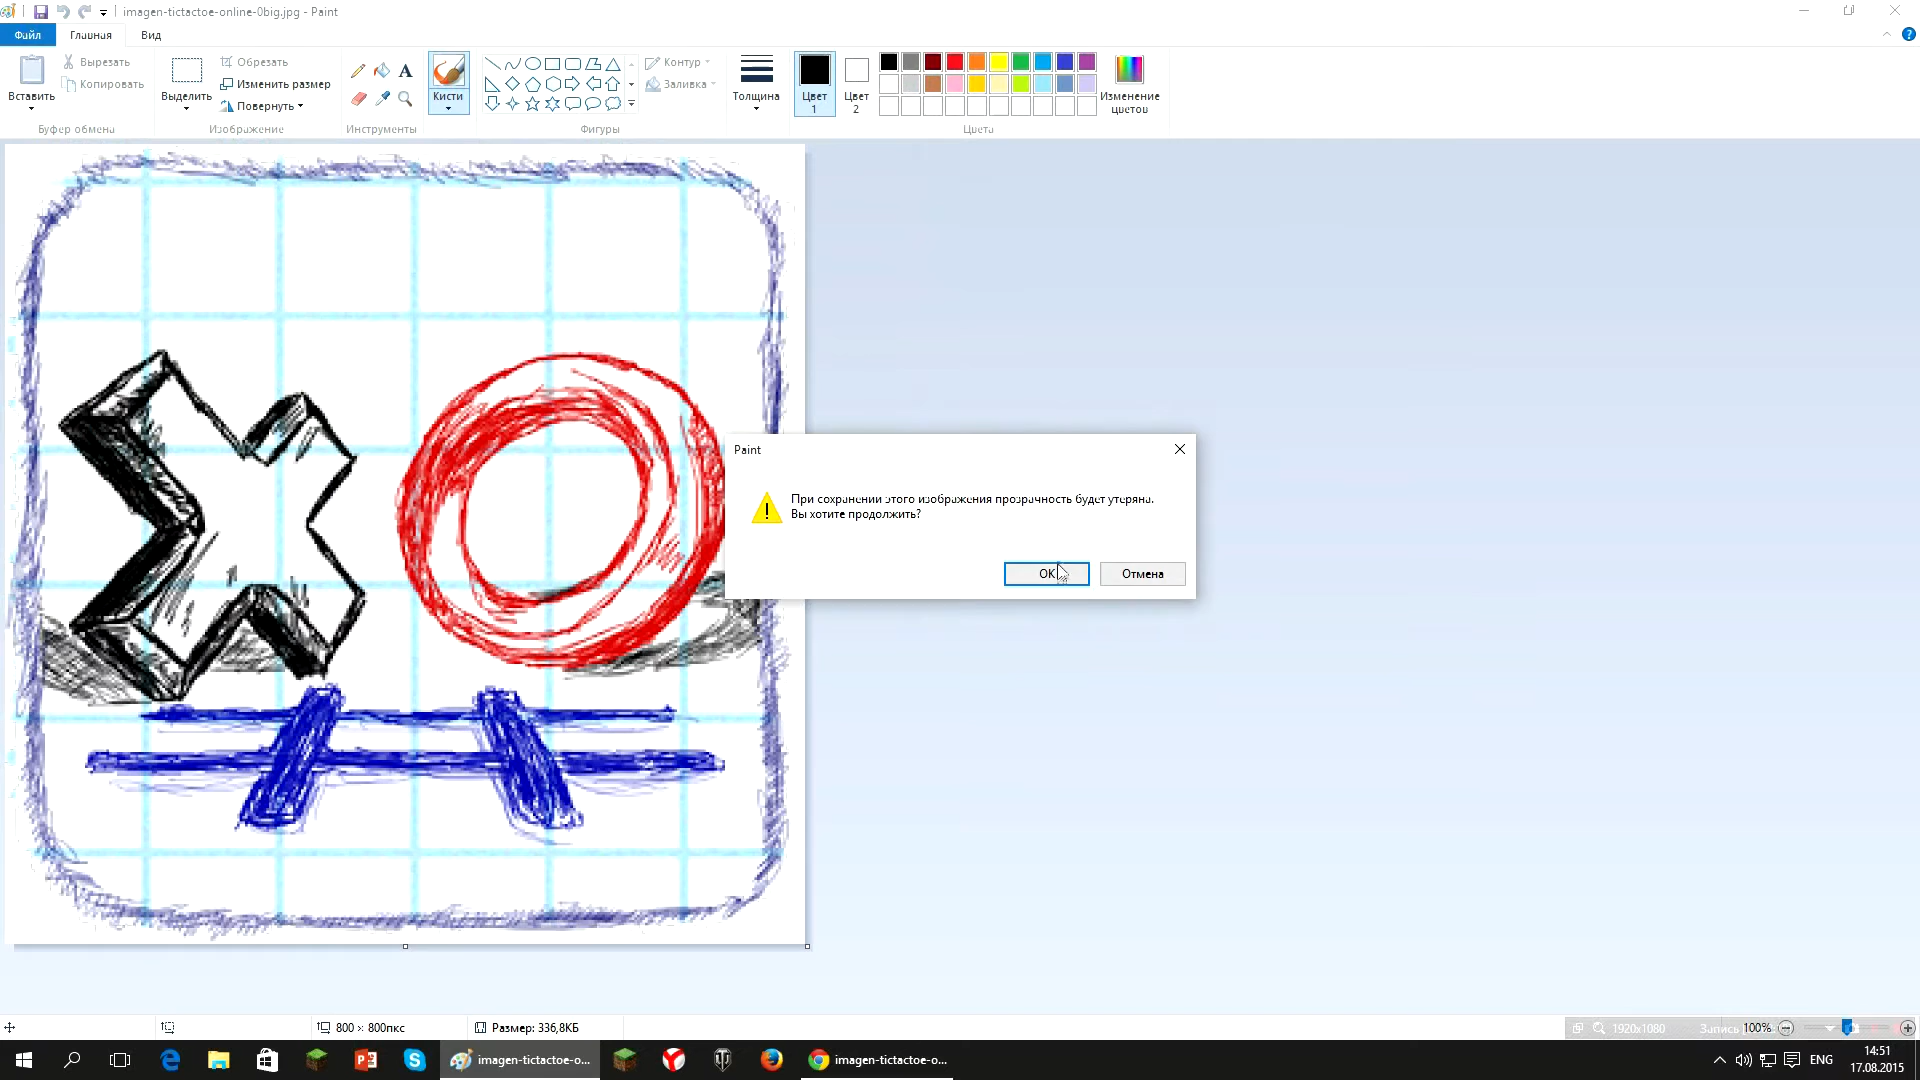 imagen-tictactoe-online-0big.jpg - Paint
Файл
Главная
Вид
Вставить
Вырезать
Копировать
Буфер обмена
Выделить
Обрезать
Изменить размер
Повернуть
Изображение
A
Инструменты
Кисти
Контур
Заливка
Фигуры
Толщина
Цвет
1
Цвет
2
Изменение
цветов
Цвета
Paint
При сохранении этого изображения прозрачность будет утеряна.
Вы хотите продолжить?
OK
Отмена
800 × 800пкс
Размер: 336,8КБ
1920x1080
Запись
100%
imagen-tictactoe-o...
imagen-tictactoe-o...
ENG
14:51
17.08.2015